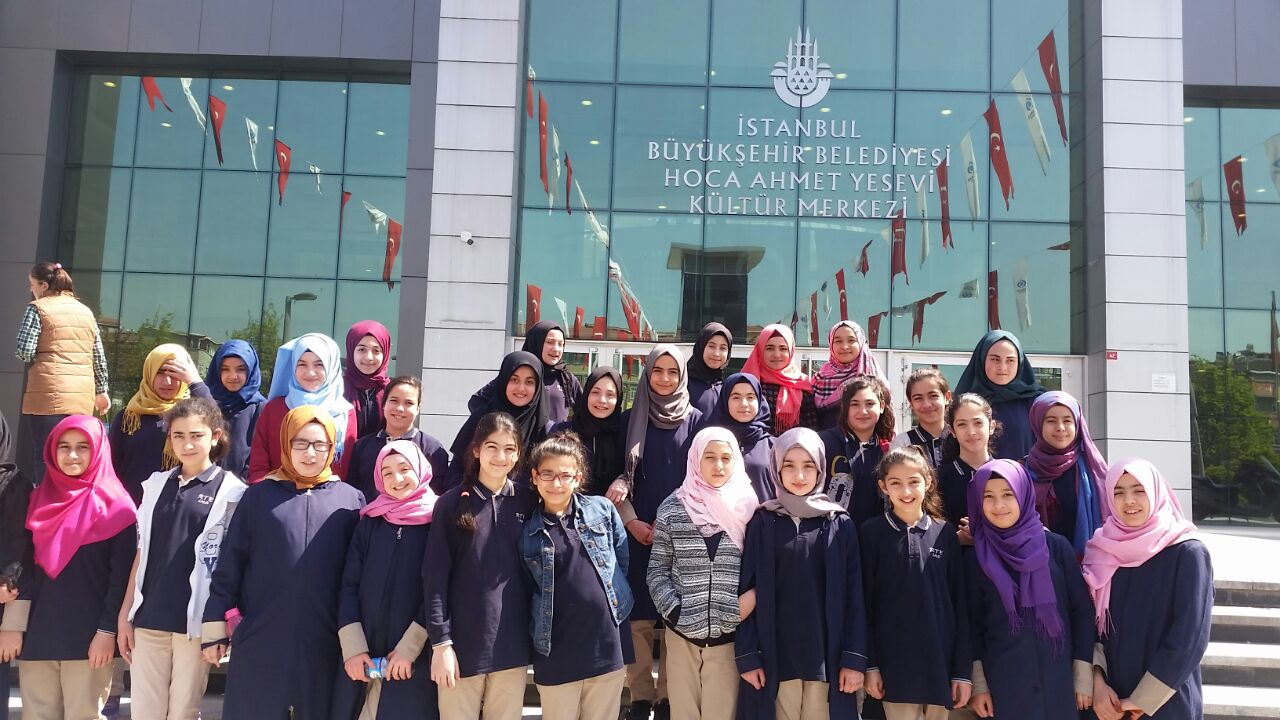 İSTANBUL
BÜYÜKŞEHİR BELEDİYESİ
HOCA AHMET YESEVİ
KÜLTÜR MERKEZİ